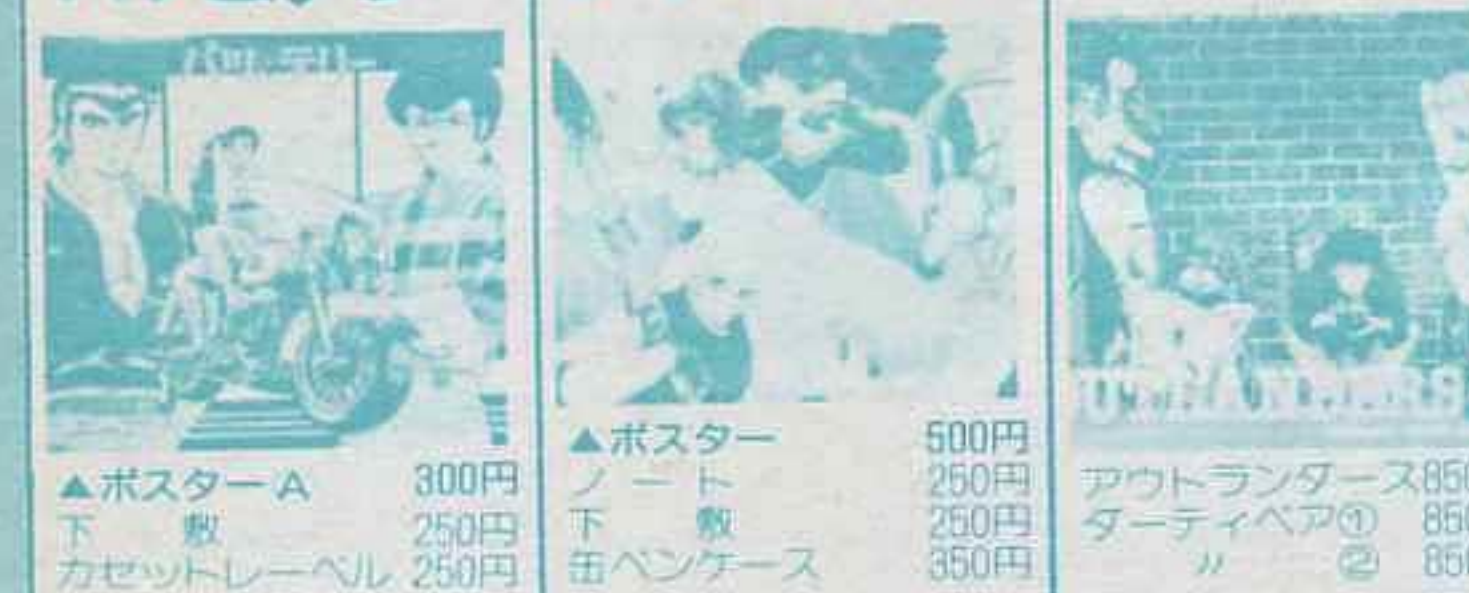 ▲ポスターA 300円
下 敷 250円
カセットレーベル 250円
▲ポスター 500円
ノート 250円
下 敷 250円
缶ペンケース 350円
OUTLANDERS
アウトランダース 850
ダーティペア① 850
〃 ② 850